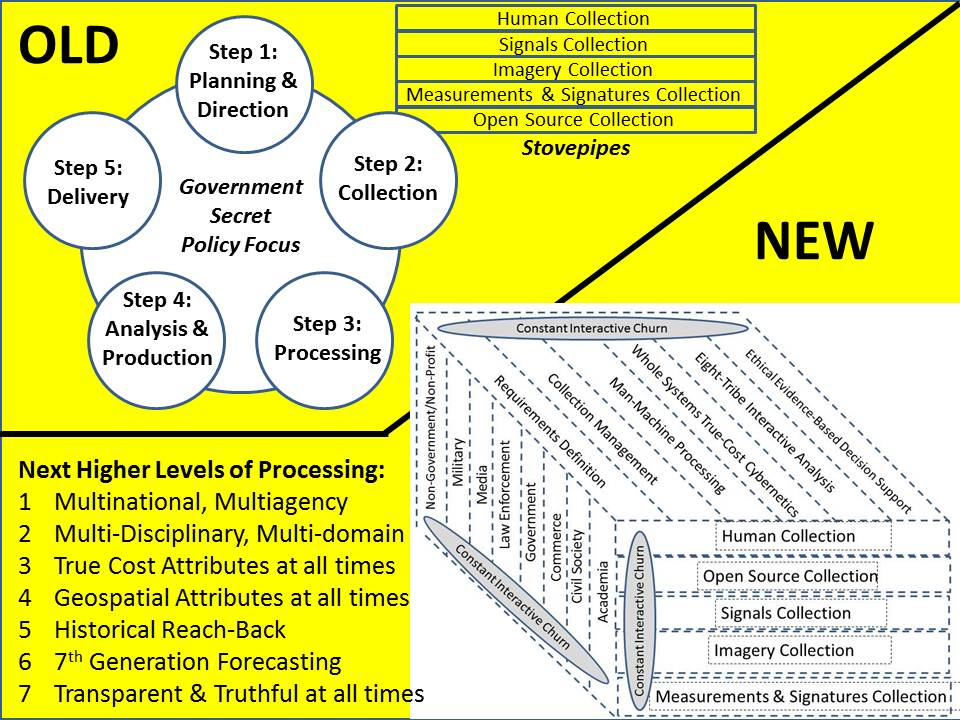 OLD
Step 1:
Planning &
Direction
Step 2:
Collection
Step 3:
Processing
Step 4:
Analysis &
Production
Step 5:
Delivery
Government
Secret
Policy Focus
Human Collection
Signals Collection
Imagery Collection
Measurements & Signatures Collection
Open Source Collection
Stovepipes
NEW
Next Higher Levels of Processing:
1 Multinational, Multiagency
2 Multi-Disciplinary, Multi-domain
3 True Cost Attributes at all times
4 Geospatial Attributes at all times
5 Historical Reach-Back
6 7th Generation Forecasting
7 Transparent & Truthful at all times
Constant Interactive Churn
Requirements Definition
Collection Management
Man-Machine Processing
Whole Systems True-Cost Cybernetics
Eight-Tribe Interactive Analysis
Ethical Evidence-Based Decision Support
Non-Government/Non-Profit
Military
Media
Law Enforcement
Government
Commerce
Civil Society
Academia
Constant Interactive Churn
Constant Interactive Churn
Human Collection
Open Source Collection
Signals Collection
Imagery Collection
Measurements & Signatures Collection